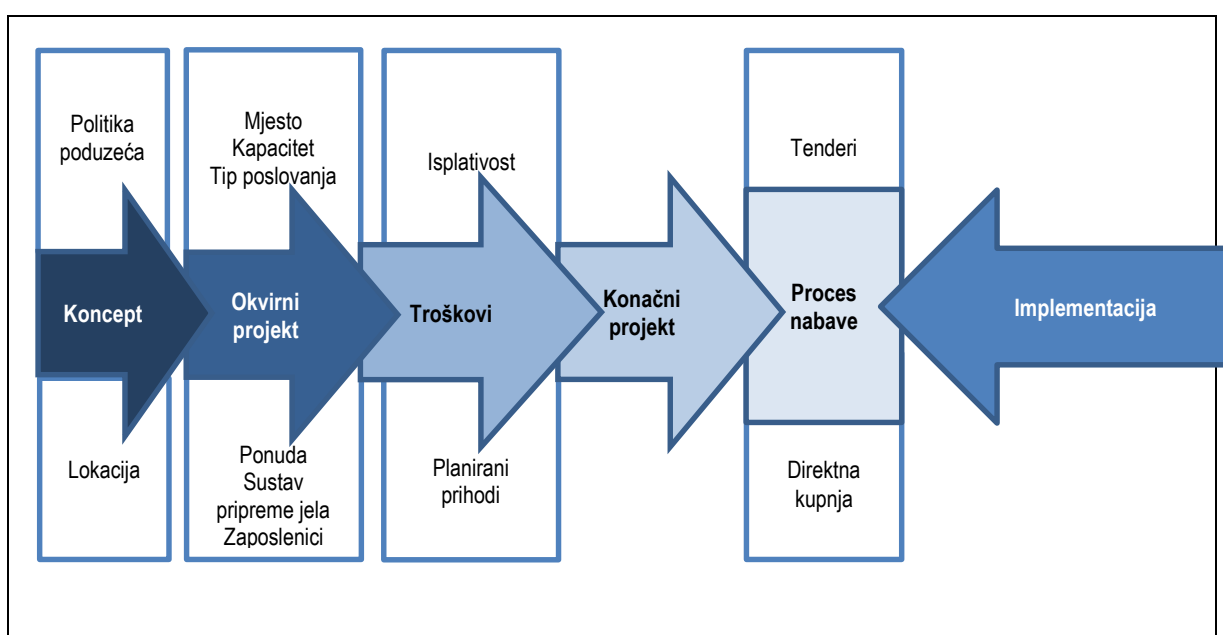 Politika
poduzeća
Koncept
Lokacija
Mjesto
Kapacitet
Tip poslovanja
Okvirni
projekt
Ponuda
Sustav
pripreme jela
Zaposlenici
Isplativost
Troškovi
Planirani
prihodi
Konačni
projekt
Tenderi
Proces
nabave
Direktna
kupnja
Implementacija